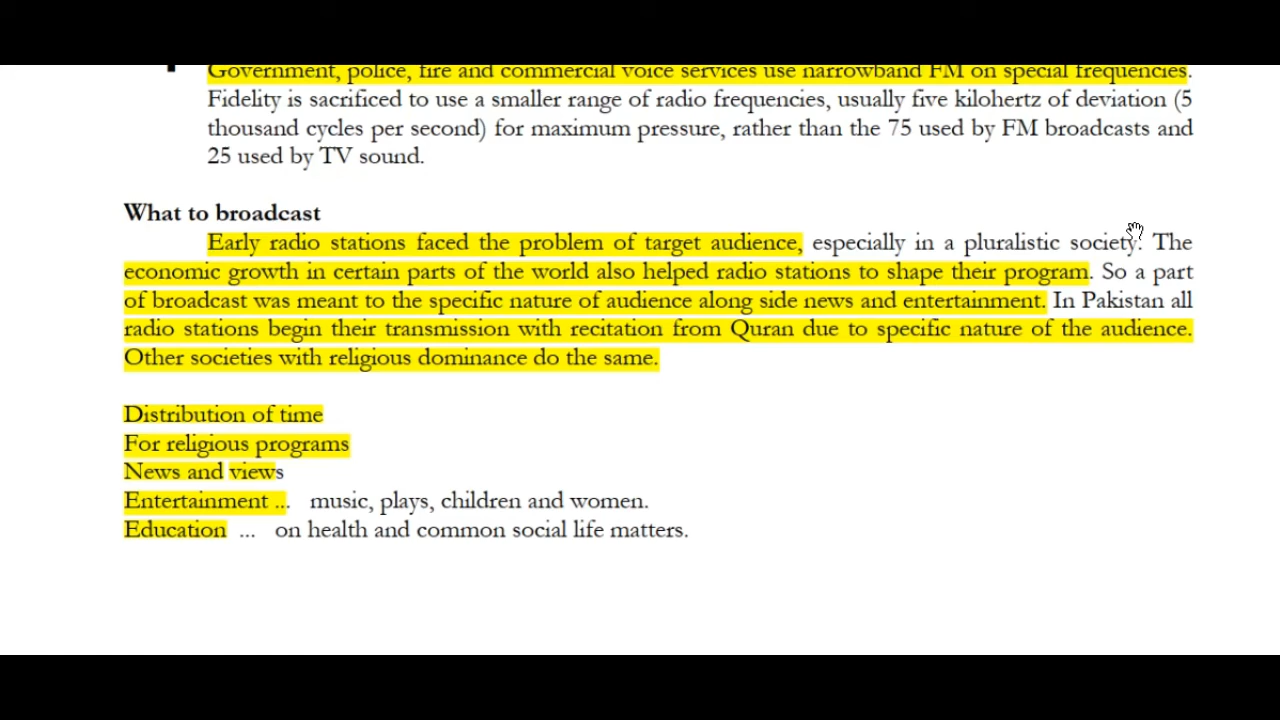 Government, police, fire and commercial voice services use narrowband FM on special frequencies.
Fidelity is sacrificed to use a smaller range of radio frequencies, usually five kilohertz of deviation (5
thousand cycles per second) for maximum pressure, rather than the 75 used by FM broadcasts and
25 used by TV sound.
What to broadcast
Early radio stations faced the problem of target audience, especially in a pluralistic society. The
economic growth in certain parts of the world also helped radio stations to shape their program. So a part
of broadcast was meant to the specific nature of audience along side news and entertainment. In Pakistan all
radio stations begin their transmission with recitation from Quran due to specific nature of the audience.
Other societies with religious dominance do the same.
Distribution of time
For religious programs
News and views
Entertainment ... music, plays, children and women.
Education ... on health and common social life matters.